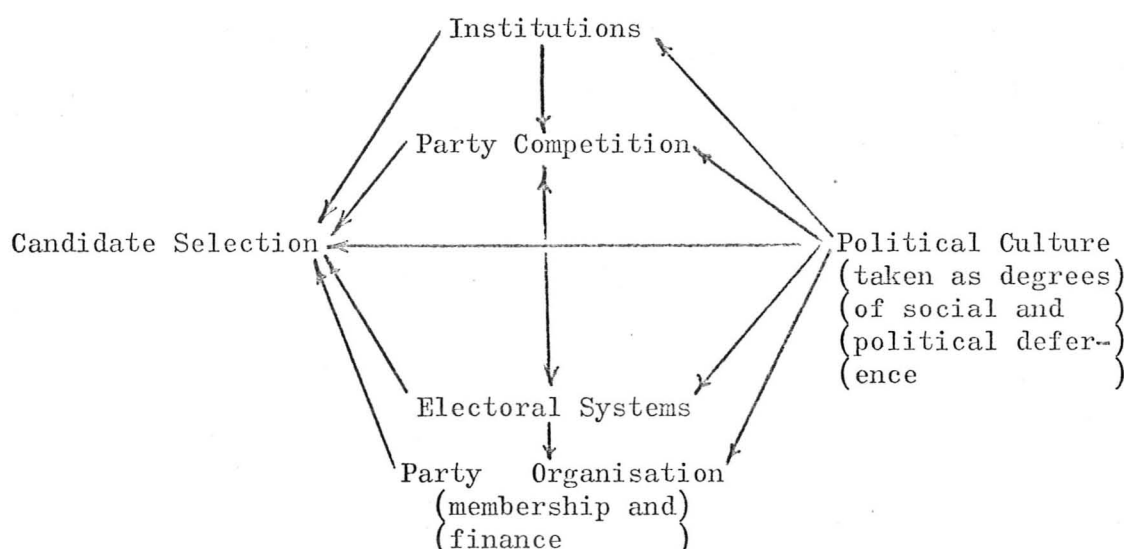 Institutions
Party Competition
Candidate Selection
Political Culture
(taken as degrees)
(of social and )
(political defer-)
(ence )
Electoral Systems
Party Organisation
(membership and)
(finance )